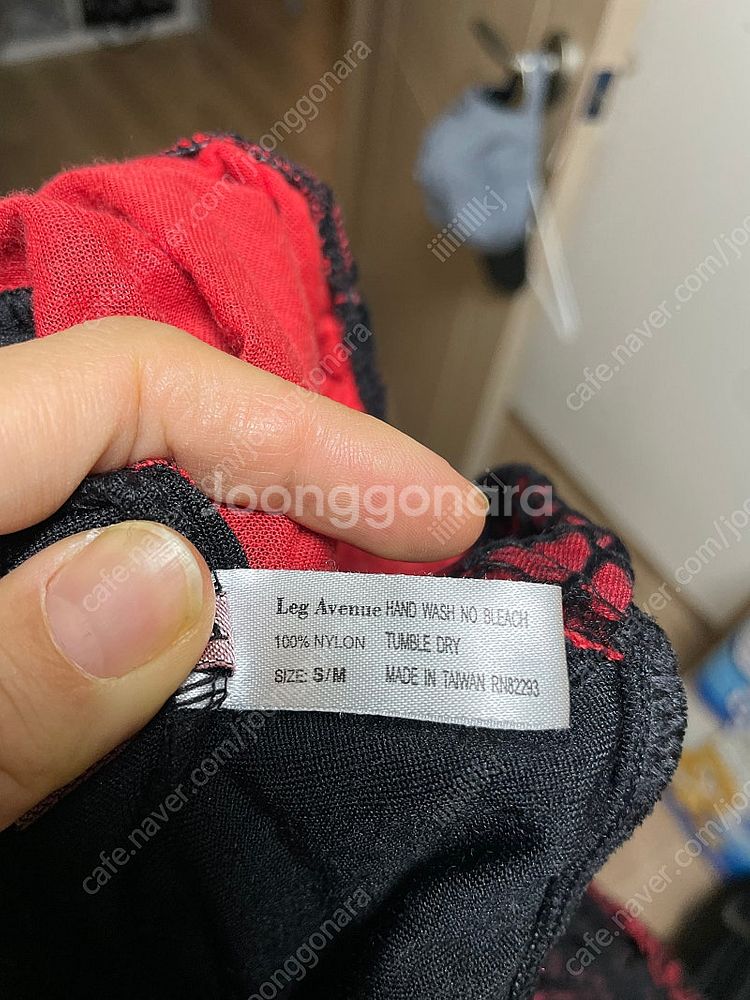 Leg Avenue HAND WASH NO BLEACH
100% NYLON TUMBLE DRY
SIZE: S/M MADE IN TAIWAN RN82293
Joonggonara
iiiiillllkj
cafe.naver.com/joonggonara